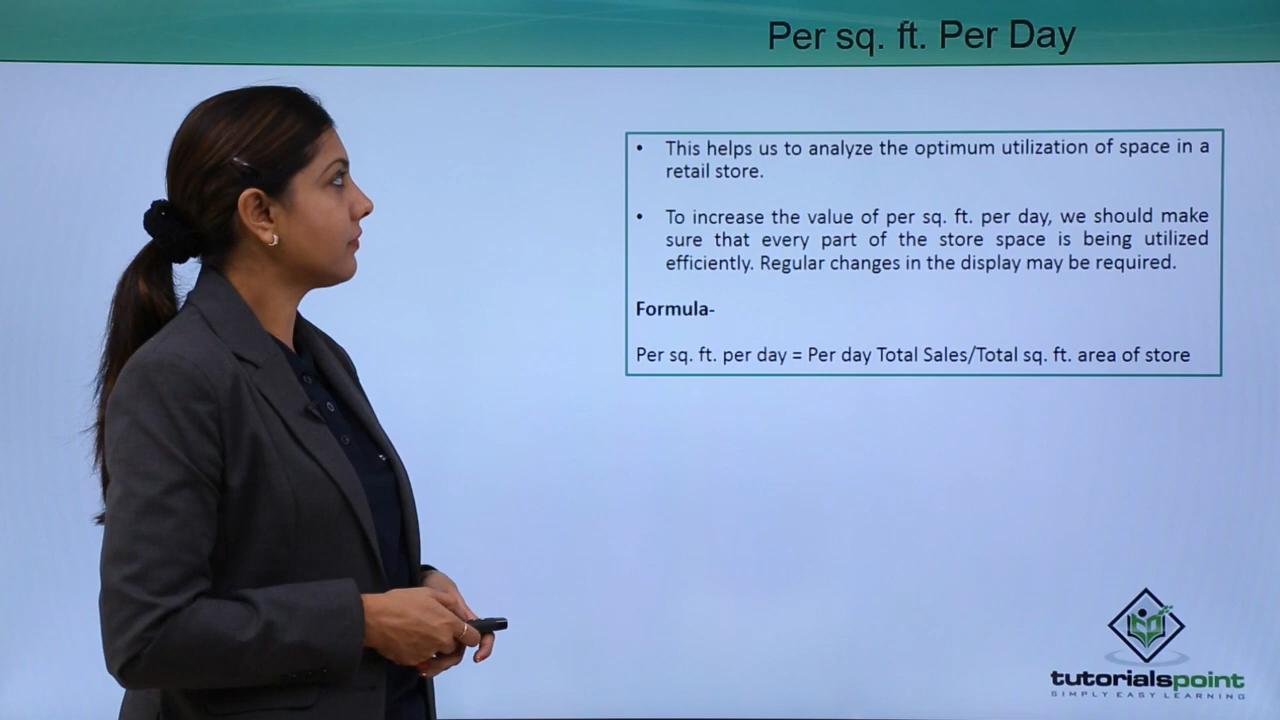 Per sq. ft. Per Day
• This helps us to analyze the optimum utilization of space in a
retail store.
• To increase the value of per sq. ft. per day, we should make
sure that every part of the store space is being utilized
efficiently. Regular changes in the display may be required.
Formula-
Per sq. ft. per day = Per day Total Sales/Total sq. ft. area of store
tutorialspoint
SIMPLY EASY LEARNING